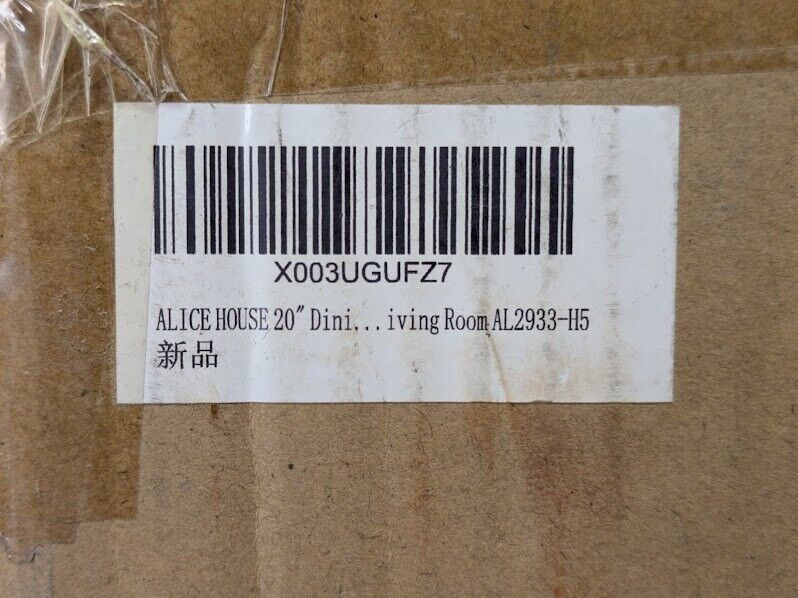 X003UGUFZ7
ALICE HOUSE 20" Dini...iving Room AL2933-H5
新品